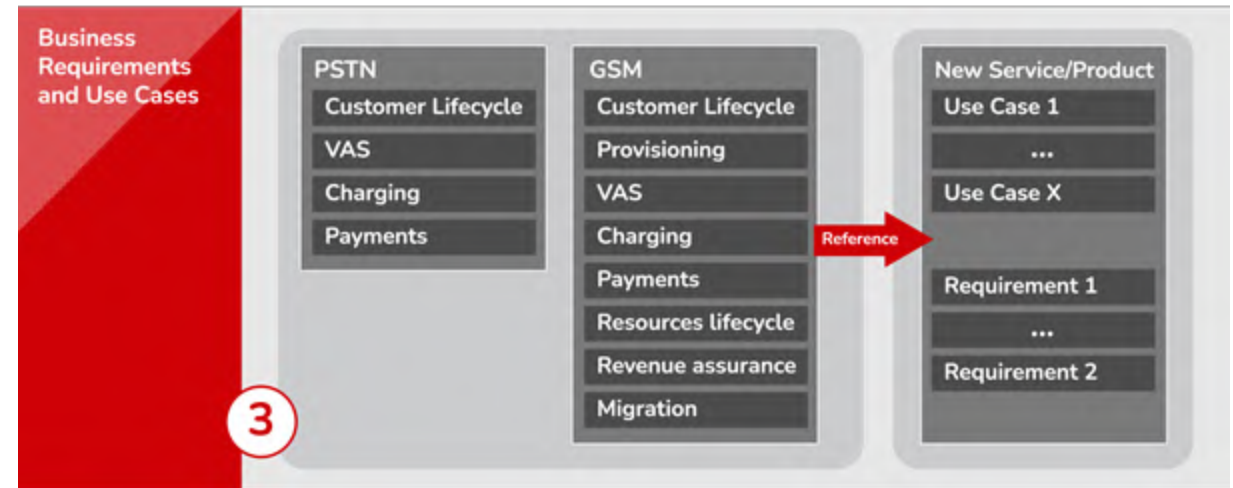 Business
Requirements
and Use Cases
3
PSTN
Customer Lifecycle
VAS
Charging
Payments
GSM
Customer Lifecycle
Provisioning
VAS
Charging
Payments
Resources lifecycle
Revenue assurance
Migration
Reference
New Service/Product
Use Case 1
...
Use Case X
Requirement 1
...
Requirement 2